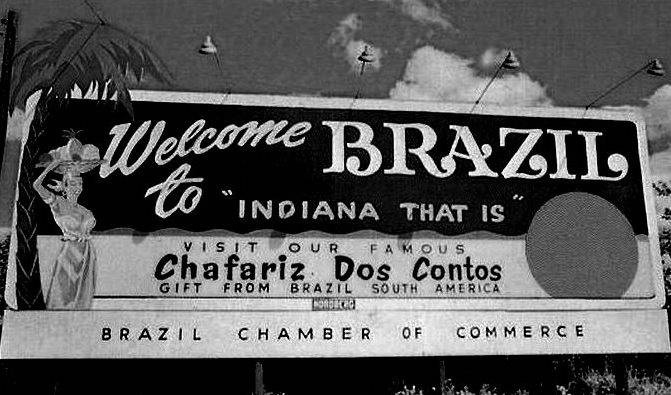 Welcome to BRAZIL
"INDIANA THAT IS"
VISIT OUR FAMOUS
Chafariz Dos Contos
GIFT FROM BRAZIL SOUTH AMERICA
NORDBERG
BRAZIL CHAMBER OF COMMERCE